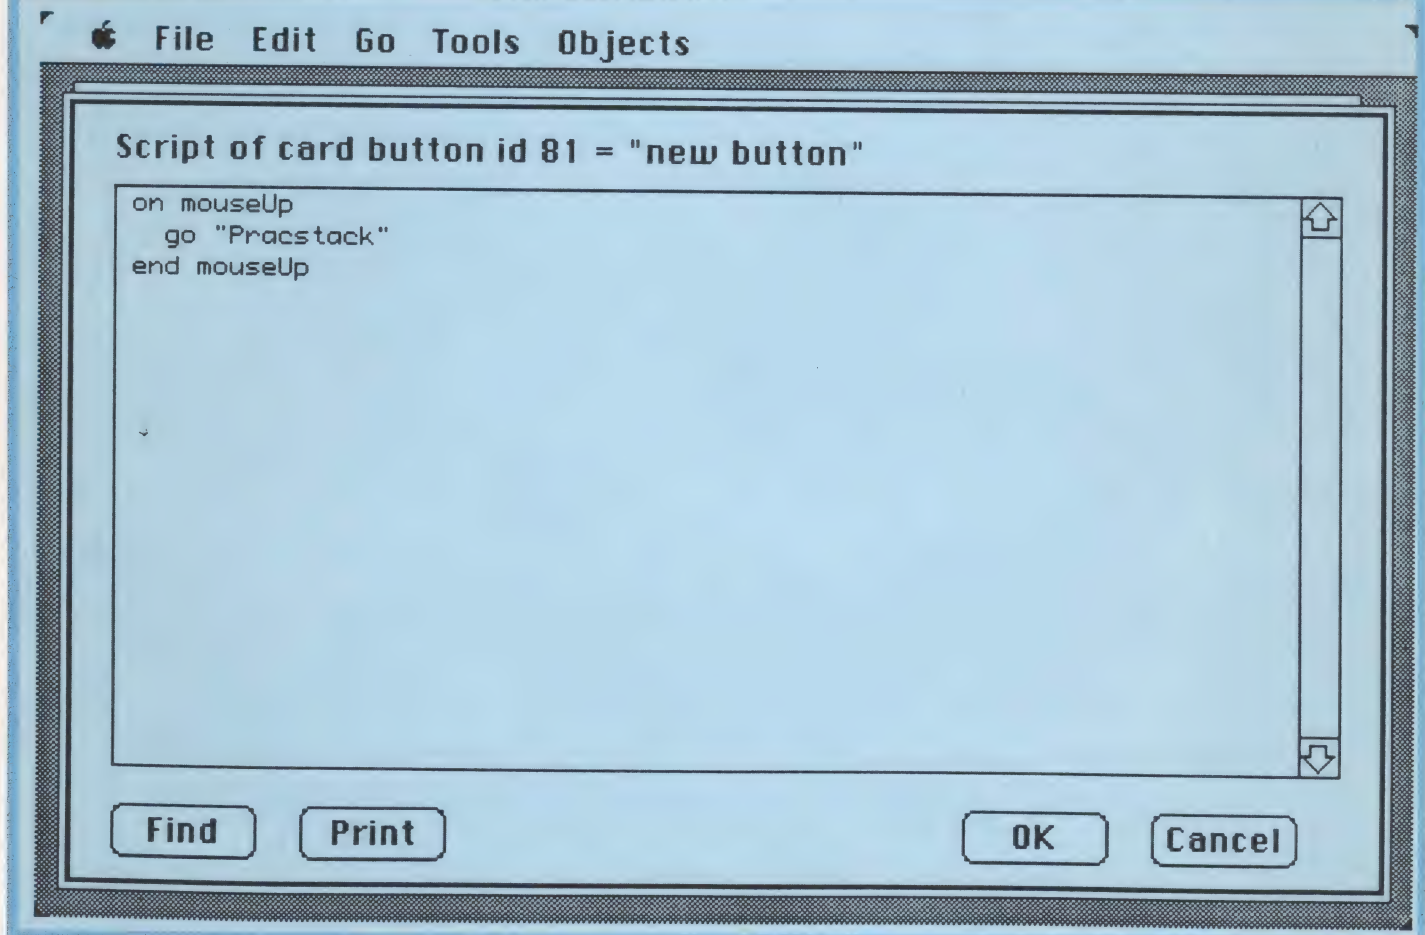 File Edit Go Tools Objects
Script of card button id 81 = "new button"
on mouseUp
go "Pracstack"
end mouseUp
Find Print OK Cancel